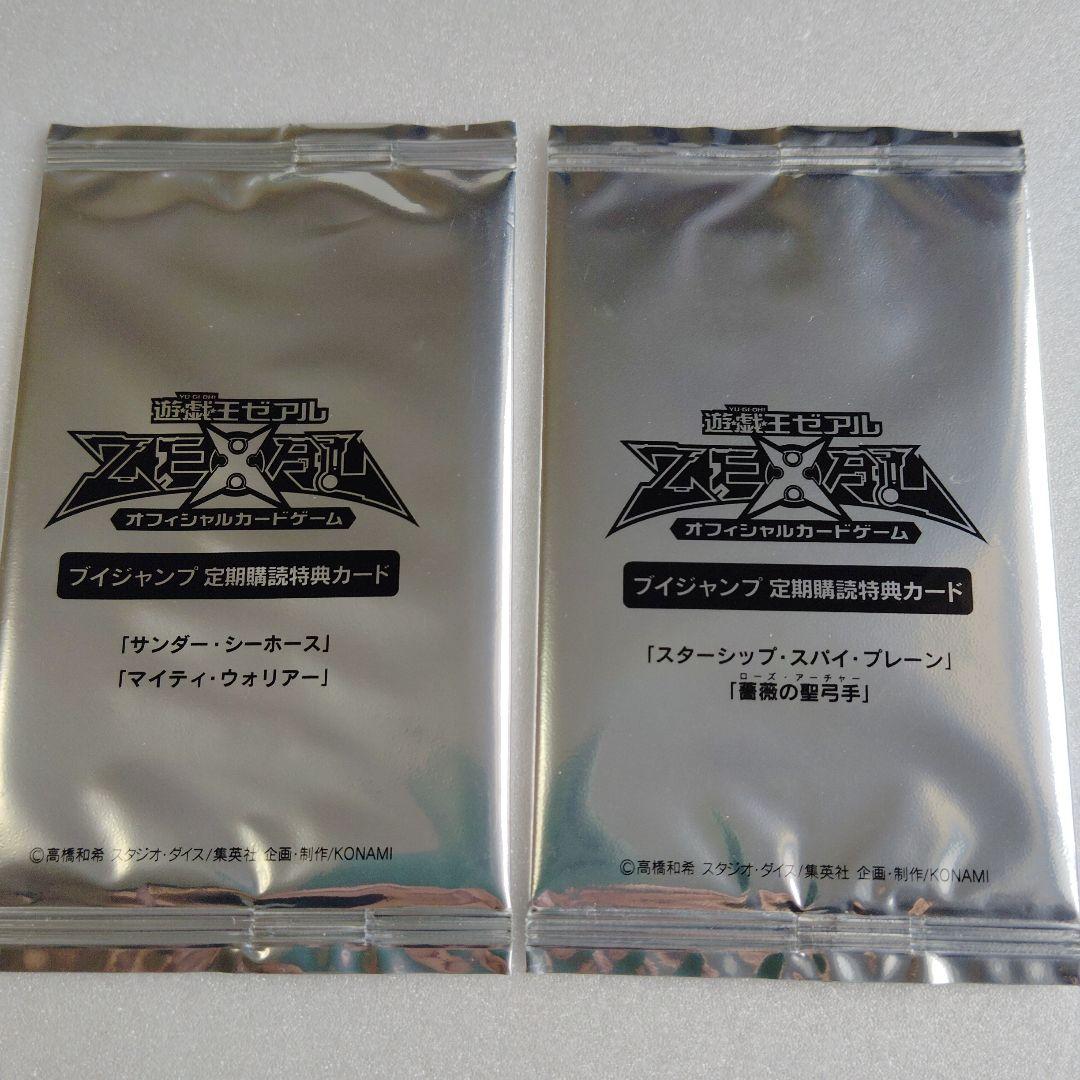 YU-GI-OH!
遊☆戯☆王ゼアル
ZEXAL
オフィシャルカードゲーム
ブイジャンプ 定期購読特典カード
「サンダー・シーホース」
「マイティ・ウォリアー」
©高橋和希 スタジオ・ダイス/集英社 企画・制作/KONAMI
YU-GI-OH!
遊☆戯☆王ゼアル
ZEXAL
オフィシャルカードゲーム
ブイジャンプ 定期購読特典カード
「スターシップ・スパイ・プレーン」
ローズ・アーチャー
「薔薇の聖弓手」
©高橋和希 スタジオ・ダイス/集英社 企画・制作/KONAMI